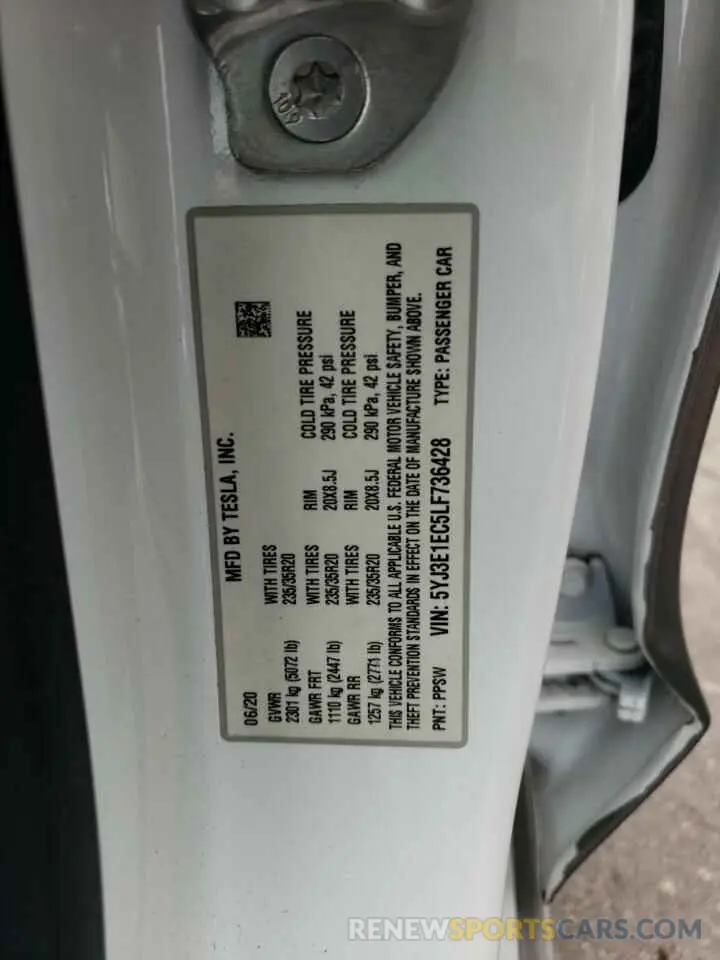 109
MFD BY TESLA, INC.
06/20
GVWR WITH TIRES
2301 kg (5072 lb) 235/35R20
GAWR FRT WITH TIRES RIM COLD TIRE PRESSURE
1110 kg (2447 lb) 235/35R20 20X8.5J 290 kPa, 42 psi
GAWR RR WITH TIRES RIM COLD TIRE PRESSURE
1257 kg (2771 lb) 235/35R20 20X8.5J 290 kPa, 42 psi
THIS VEHICLE CONFORMS TO ALL APPLICABLE U.S. FEDERAL MOTOR VEHICLE SAFETY, BUMPER, AND
THEFT PREVENTION STANDARDS IN EFFECT ON THE DATE OF MANUFACTURE SHOWN ABOVE.
PNT: PPSW VIN: 5YJ3E1EC5LF736428 TYPE: PASSENGER CAR
RENEWSPORTSCARS.COM